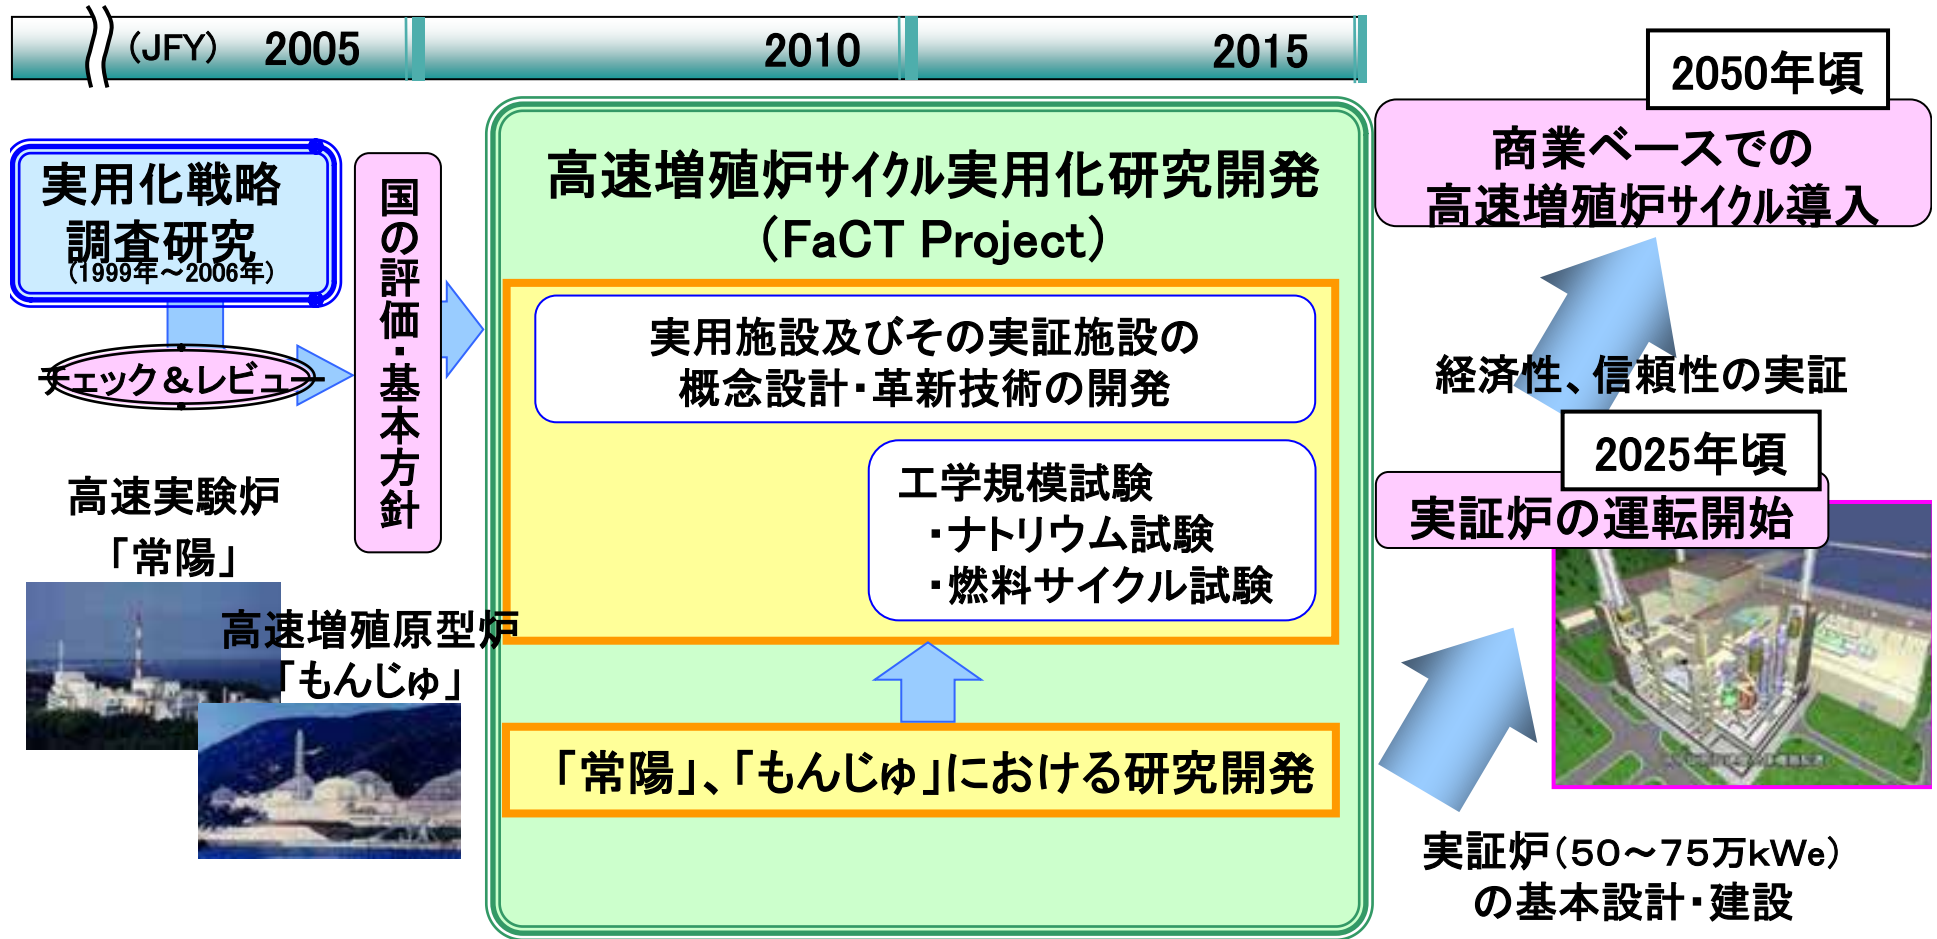 (JFY) 2005 2010 2015
実用化戦略
調査研究
(1999年～2006年)
チェック＆レビュー
国の評価・基本方針
高速実験炉
「常陽」
高速増殖原型炉
「もんじゅ」
高速増殖炉サイクル実用化研究開発
(FaCT Project)
実用施設及びその実証施設の
概念設計・革新技術の開発
工学規模試験
・ナトリウム試験
・燃料サイクル試験
「常陽」、「もんじゅ」における研究開発
2050年頃
商業ベースでの
高速増殖炉サイクル導入
経済性、信頼性の実証
2025年頃
実証炉の運転開始
実証炉(50～75万kWe)
の基本設計・建設